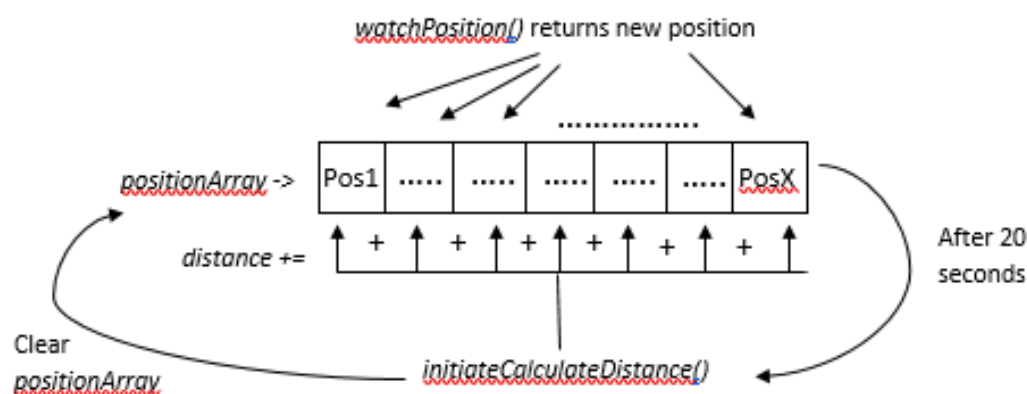 watchPosition() returns new position
................
positionArray -> Pos1 ..... ..... ..... ..... ..... PosX
distance += + + + + + +
After 20
seconds
Clear
positionArray
initiateCalculateDistance()